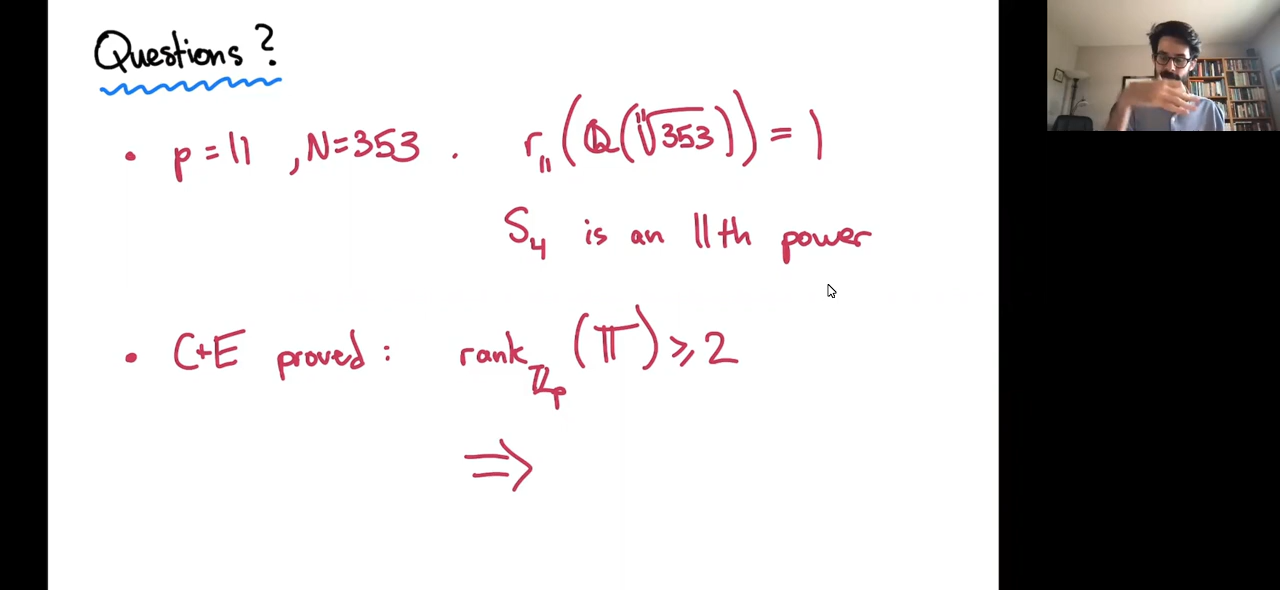 Questions?
• p = 11 , N = 353 . r₁₁(ℚ(¹¹√353)) = 1
S₄ is an 11th power
• C+E proved : rank_ℤₚ (𝕋) ⩾ 2
⇒